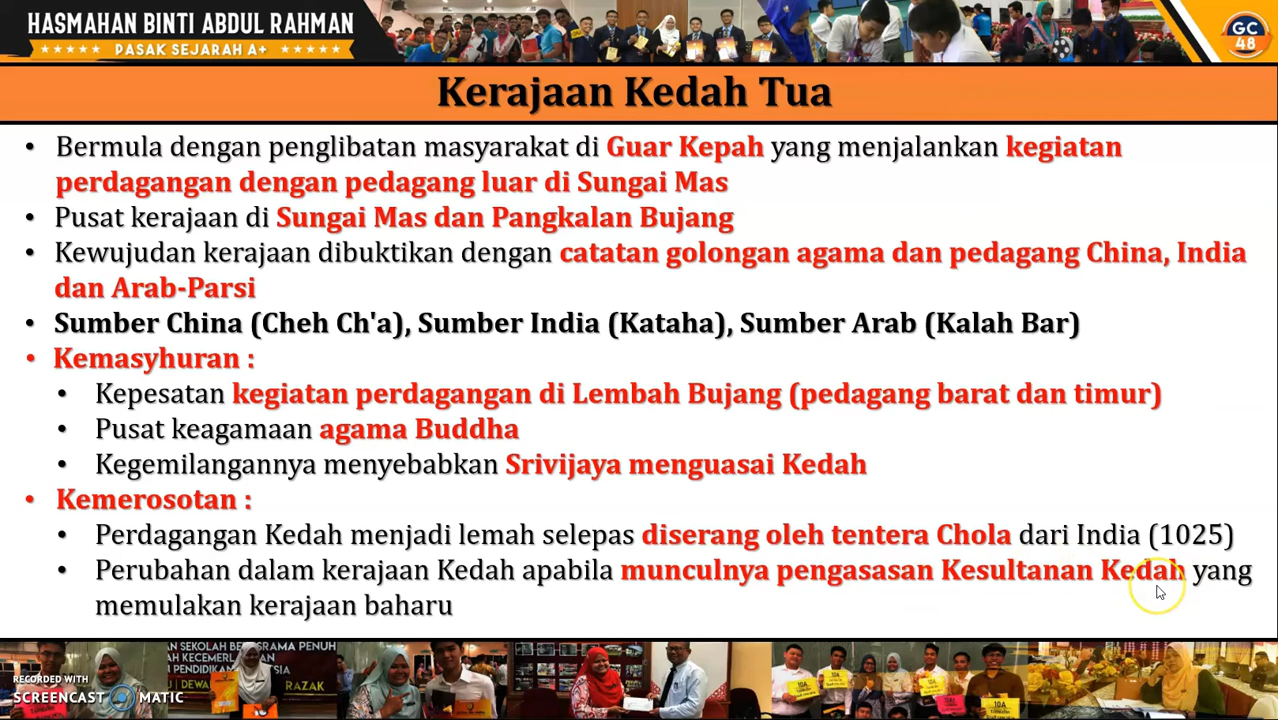 HASMAHAN BINTI ABDUL RAHMAN
PASAK SEJARAH A+
GC
48
Kerajaan Kedah Tua
• Bermula dengan penglibatan masyarakat di Guar Kepah yang menjalankan kegiatan
perdagangan dengan pedagang luar di Sungai Mas
• Pusat kerajaan di Sungai Mas dan Pangkalan Bujang
• Kewujudan kerajaan dibuktikan dengan catatan golongan agama dan pedagang China, India
dan Arab-Parsi
• Sumber China (Cheh Ch'a), Sumber India (Kataha), Sumber Arab (Kalah Bar)
• Kemasyhuran :
• Kepesatan kegiatan perdagangan di Lembah Bujang (pedagang barat dan timur)
• Pusat keagamaan agama Buddha
• Kegemilangannya menyebabkan Srivijaya menguasai Kedah
• Kemerosotan :
• Perdagangan Kedah menjadi lemah selepas diserang oleh tentera Chola dari India (1025)
• Perubahan dalam kerajaan Kedah apabila munculnya pengasasan Kesultanan Kedah yang
memulakan kerajaan baharu
RAZAK
RECORDED WITH
SCREENCAST MATIC